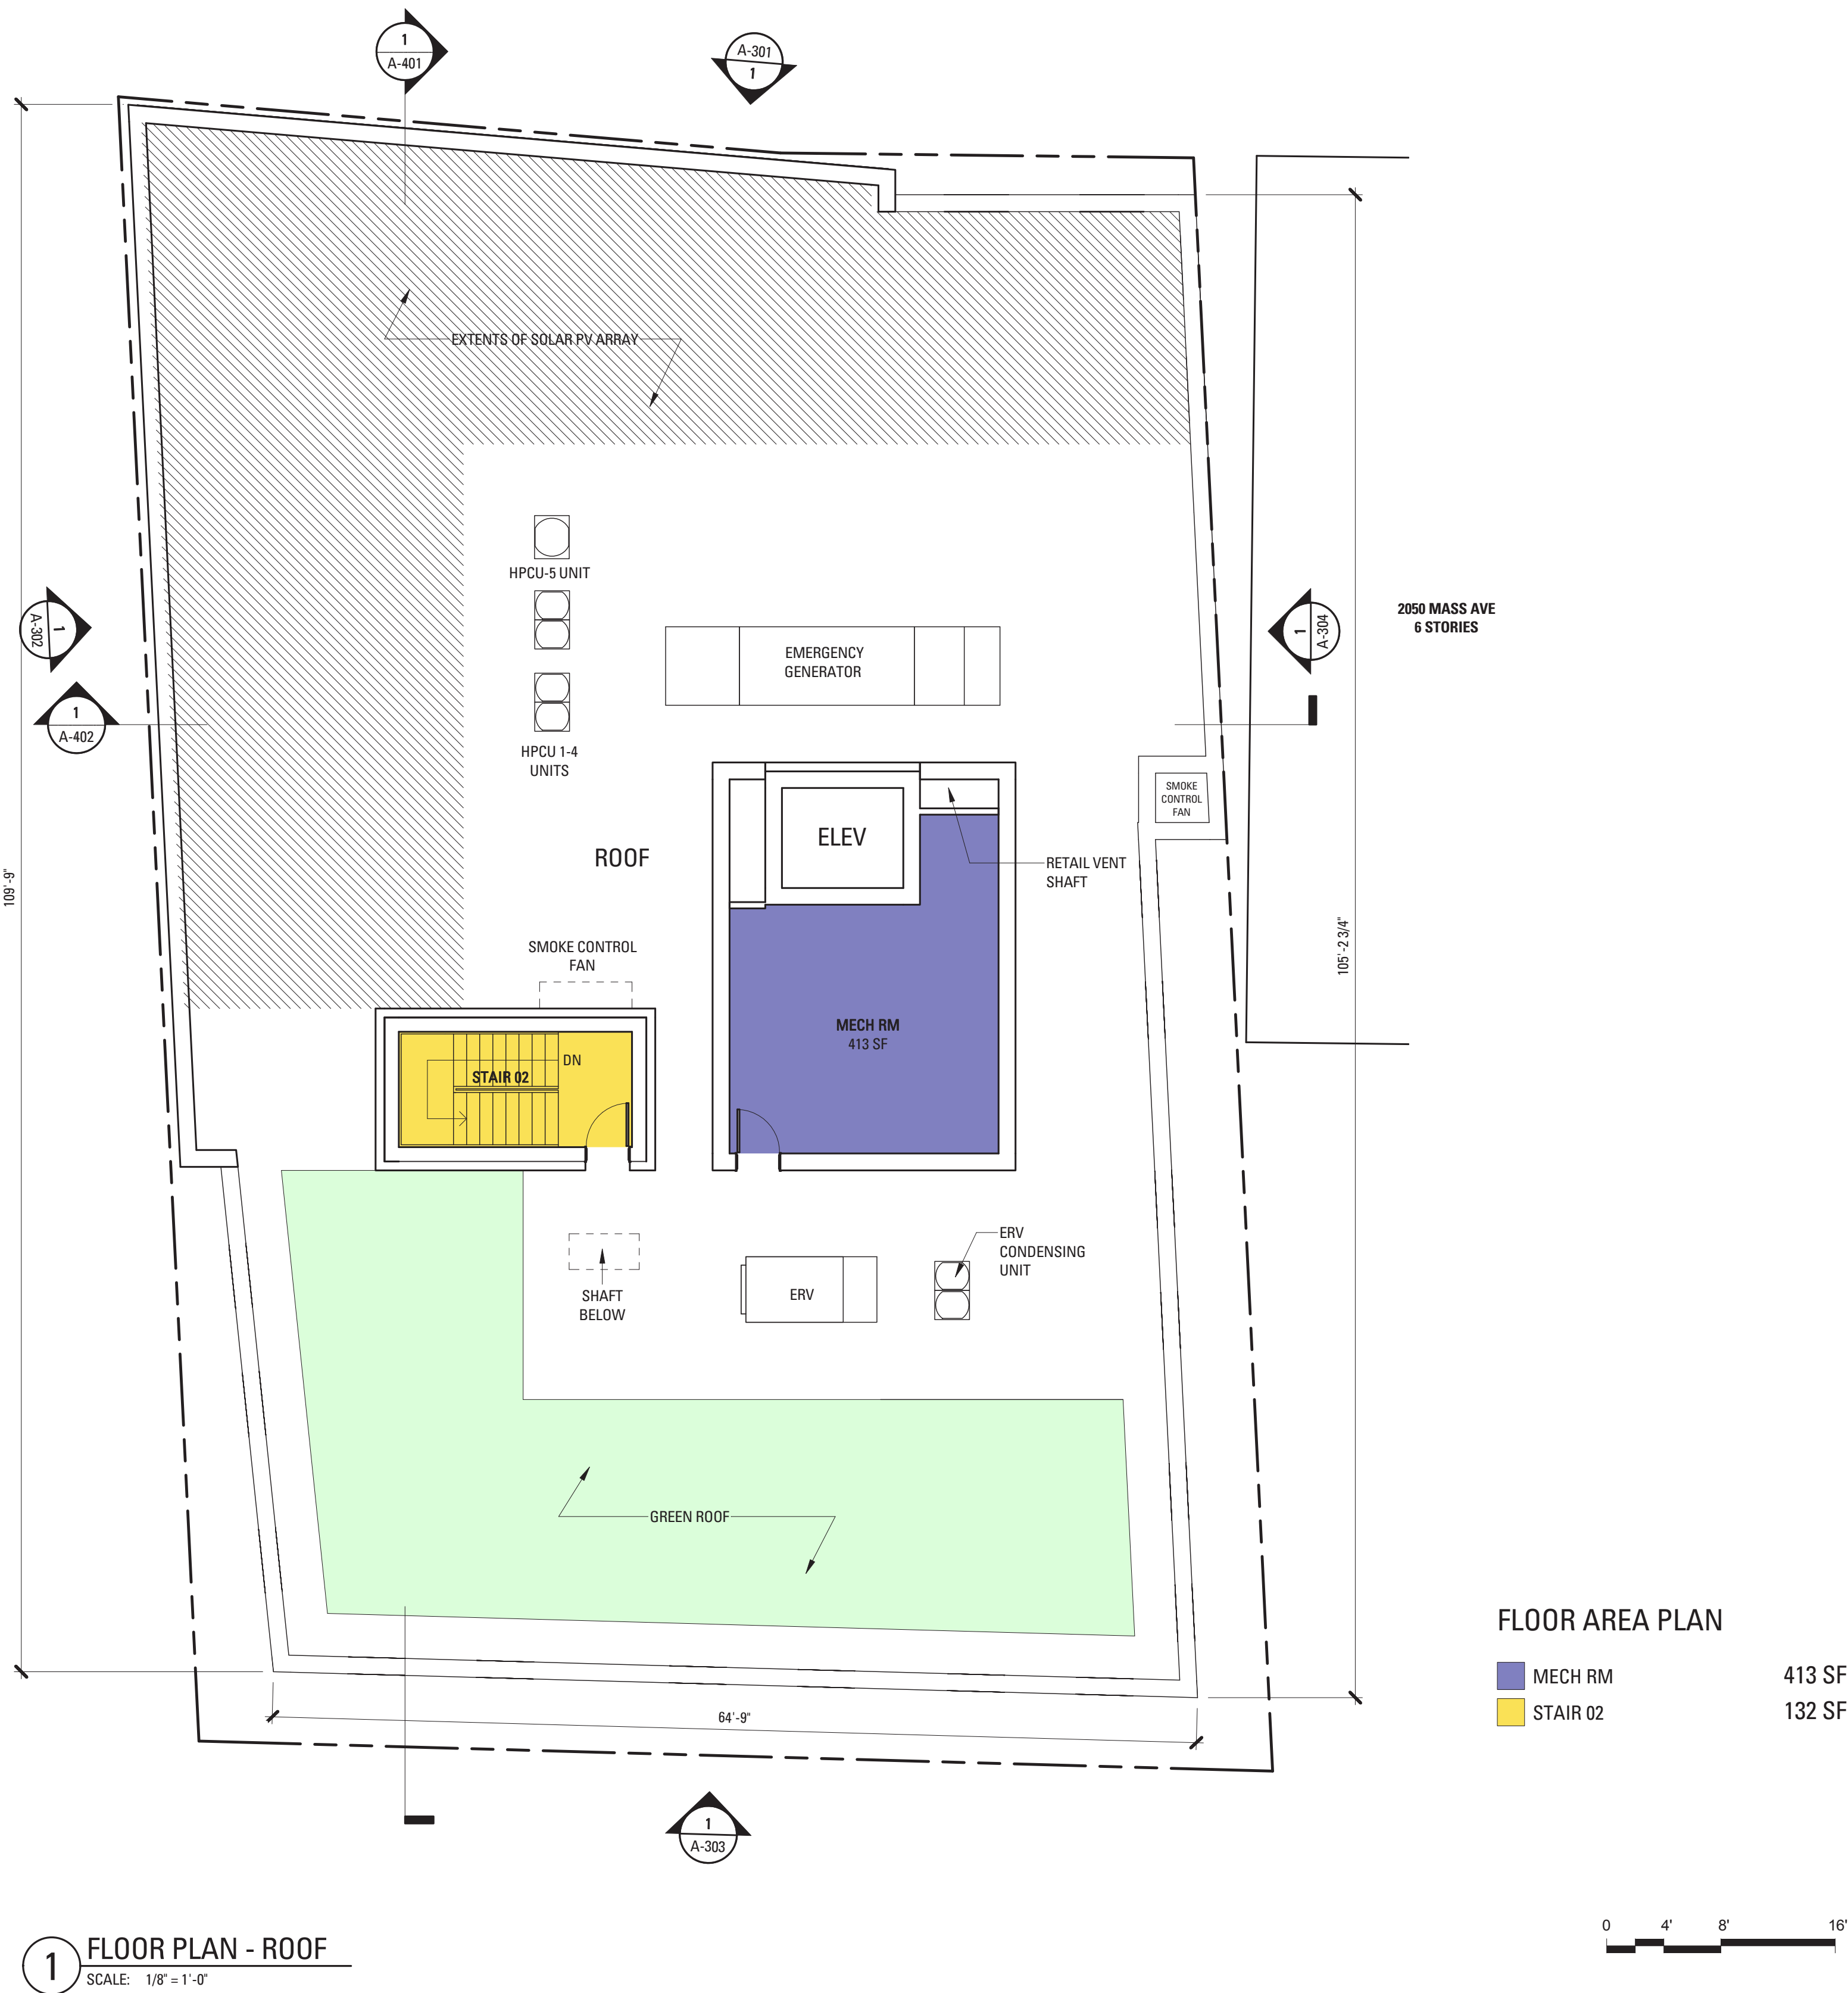 1
A-401
A-301
1
EXTENTS OF SOLAR PV ARRAY
HPCU-5 UNIT
1
A-302
2050 MASS AVE
6 STORIES
1
A-304
EMERGENCY
GENERATOR
1
A-402
HPCU 1-4
UNITS
SMOKE
CONTROL
FAN
ELEV
ROOF
RETAIL VENT
SHAFT
109'-9"
105'-2 3/4"
SMOKE CONTROL
FAN
MECH RM
413 SF
DN
STAIR 02
ERV
CONDENSING
UNIT
SHAFT
BELOW
ERV
GREEN ROOF
FLOOR AREA PLAN
MECH RM 413 SF
STAIR 02 132 SF
64'-9"
1
A-303
0 4' 8' 16'
1 FLOOR PLAN - ROOF
SCALE: 1/8" = 1'-0"